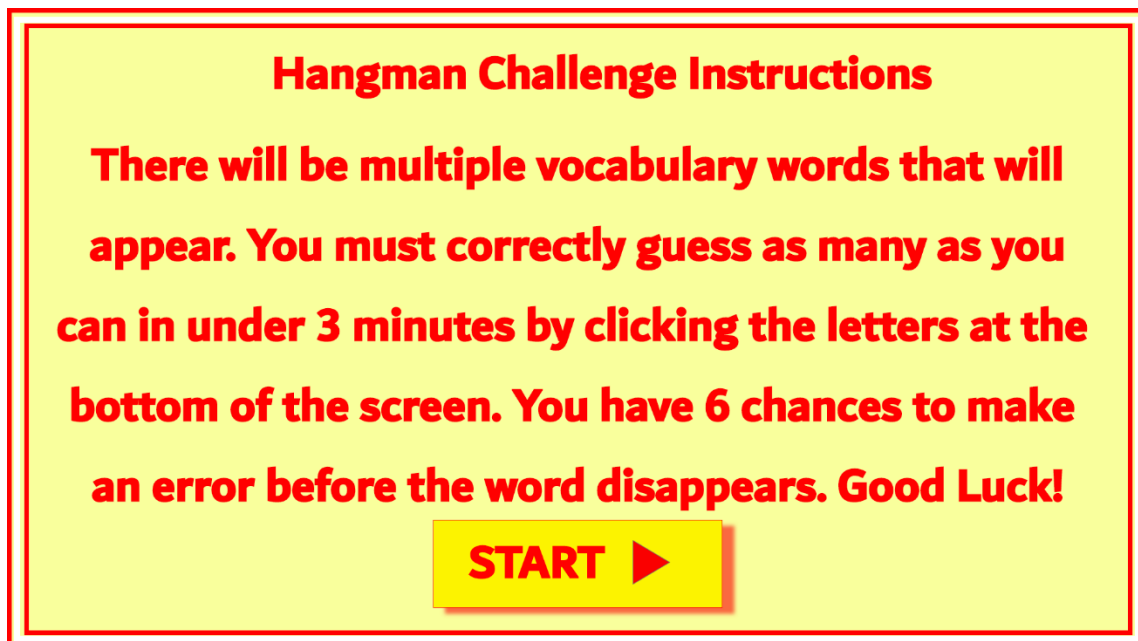 Hangman Challenge Instructions
There will be multiple vocabulary words that will
appear. You must correctly guess as many as you
can in under 3 minutes by clicking the letters at the
bottom of the screen. You have 6 chances to make
an error before the word disappears. Good Luck!
START